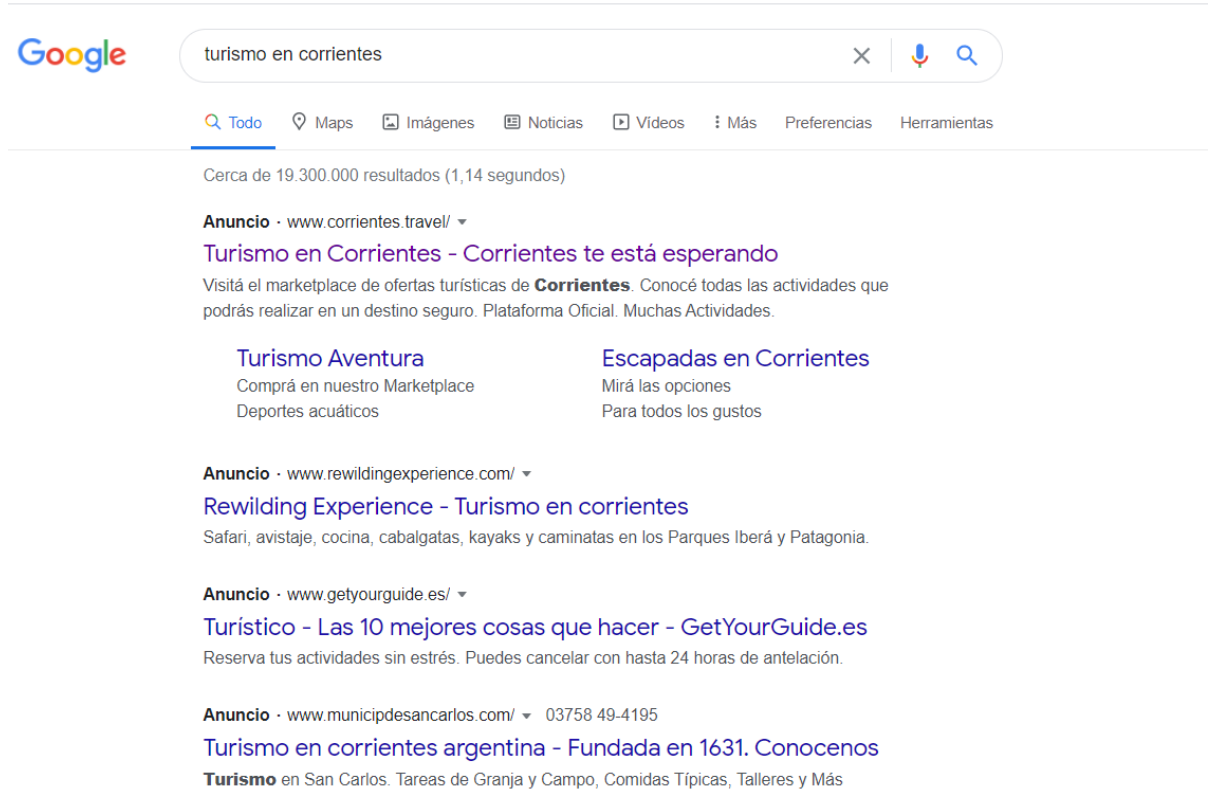 Google
turismo en corrientes
Todo Maps Imágenes Noticias Vídeos Más Preferencias Herramientas
Cerca de 19.300.000 resultados (1,14 segundos)
Anuncio · www.corrientes.travel/
Turismo en Corrientes - Corrientes te está esperando
Visitá el marketplace de ofertas turísticas de Corrientes. Conocé todas las actividades que
podrás realizar en un destino seguro. Plataforma Oficial. Muchas Actividades.
Turismo Aventura
Comprá en nuestro Marketplace
Deportes acuáticos
Escapadas en Corrientes
Mirá las opciones
Para todos los gustos
Anuncio · www.rewildingexperience.com/
Rewilding Experience - Turismo en corrientes
Safari, avistaje, cocina, cabalgatas, kayaks y caminatas en los Parques Iberá y Patagonia.
Anuncio · www.getyourguide.es/
Turístico - Las 10 mejores cosas que hacer - GetYourGuide.es
Reserva tus actividades sin estrés. Puedes cancelar con hasta 24 horas de antelación.
Anuncio · www.municipdesancarlos.com/ 03758 49-4195
Turismo en corrientes argentina - Fundada en 1631. Conocenos
Turismo en San Carlos. Tareas de Granja y Campo, Comidas Típicas, Talleres y Más